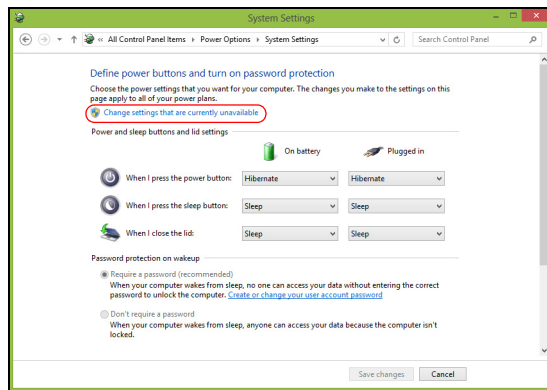 System Settings
« All Control Panel Items Power Options System Settings
Search Control Panel
Define power buttons and turn on password protection
Choose the power settings that you want for your computer. The changes you make to the settings on this
page apply to all of your power plans.
Change settings that are currently unavailable
Power and sleep buttons and lid settings
On battery Plugged in
When I press the power button: Hibernate Hibernate
When I press the sleep button: Sleep Sleep
When I close the lid: Sleep Sleep
Password protection on wakeup
Require a password (recommended)
When your computer wakes from sleep, no one can access your data without entering the correct
password to unlock the computer. Create or change your user account password
Don't require a password
When your computer wakes from sleep, anyone can access your data because the computer isn't
locked.
Save changes Cancel